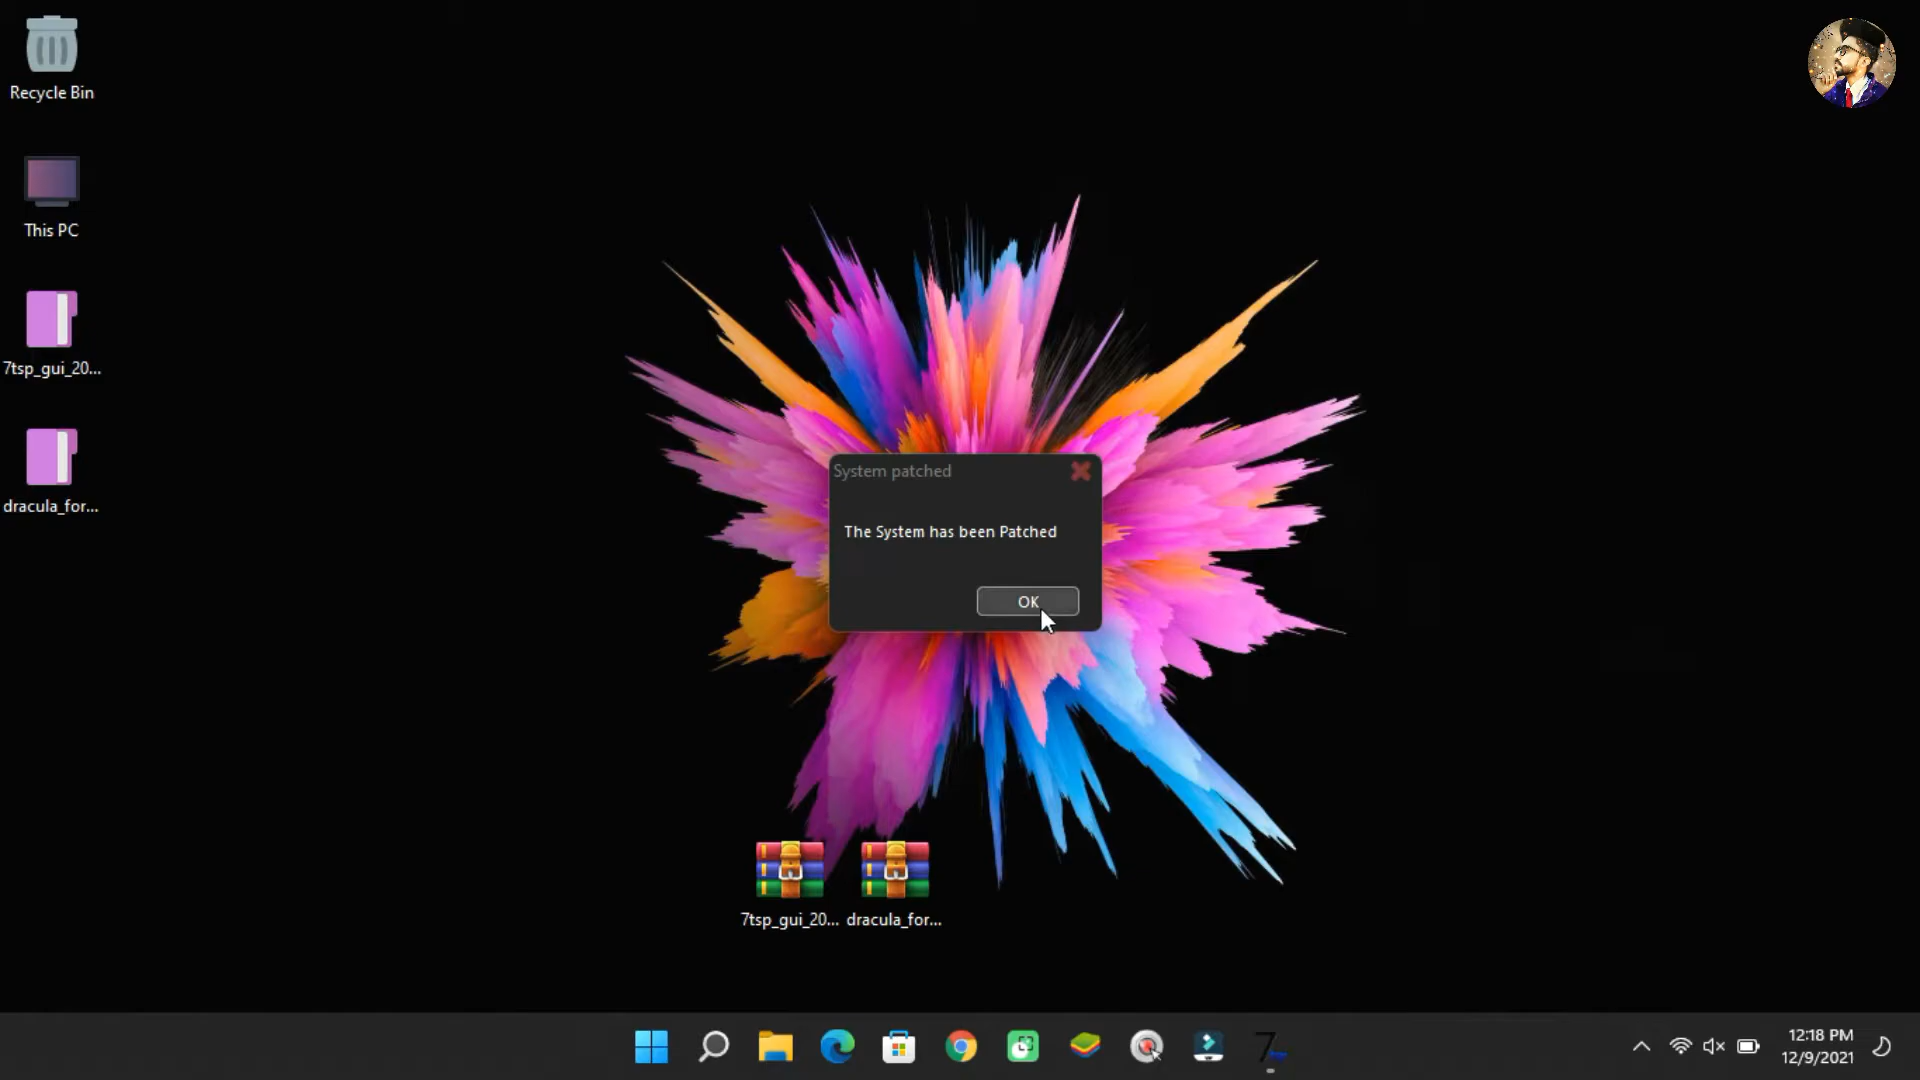 Recycle Bin
This PC
7tsp_gui_20...
dracula_for...
System patched
The System has been Patched
OK
7tsp_gui_20...
dracula_for...
12:18 PM
12/9/2021